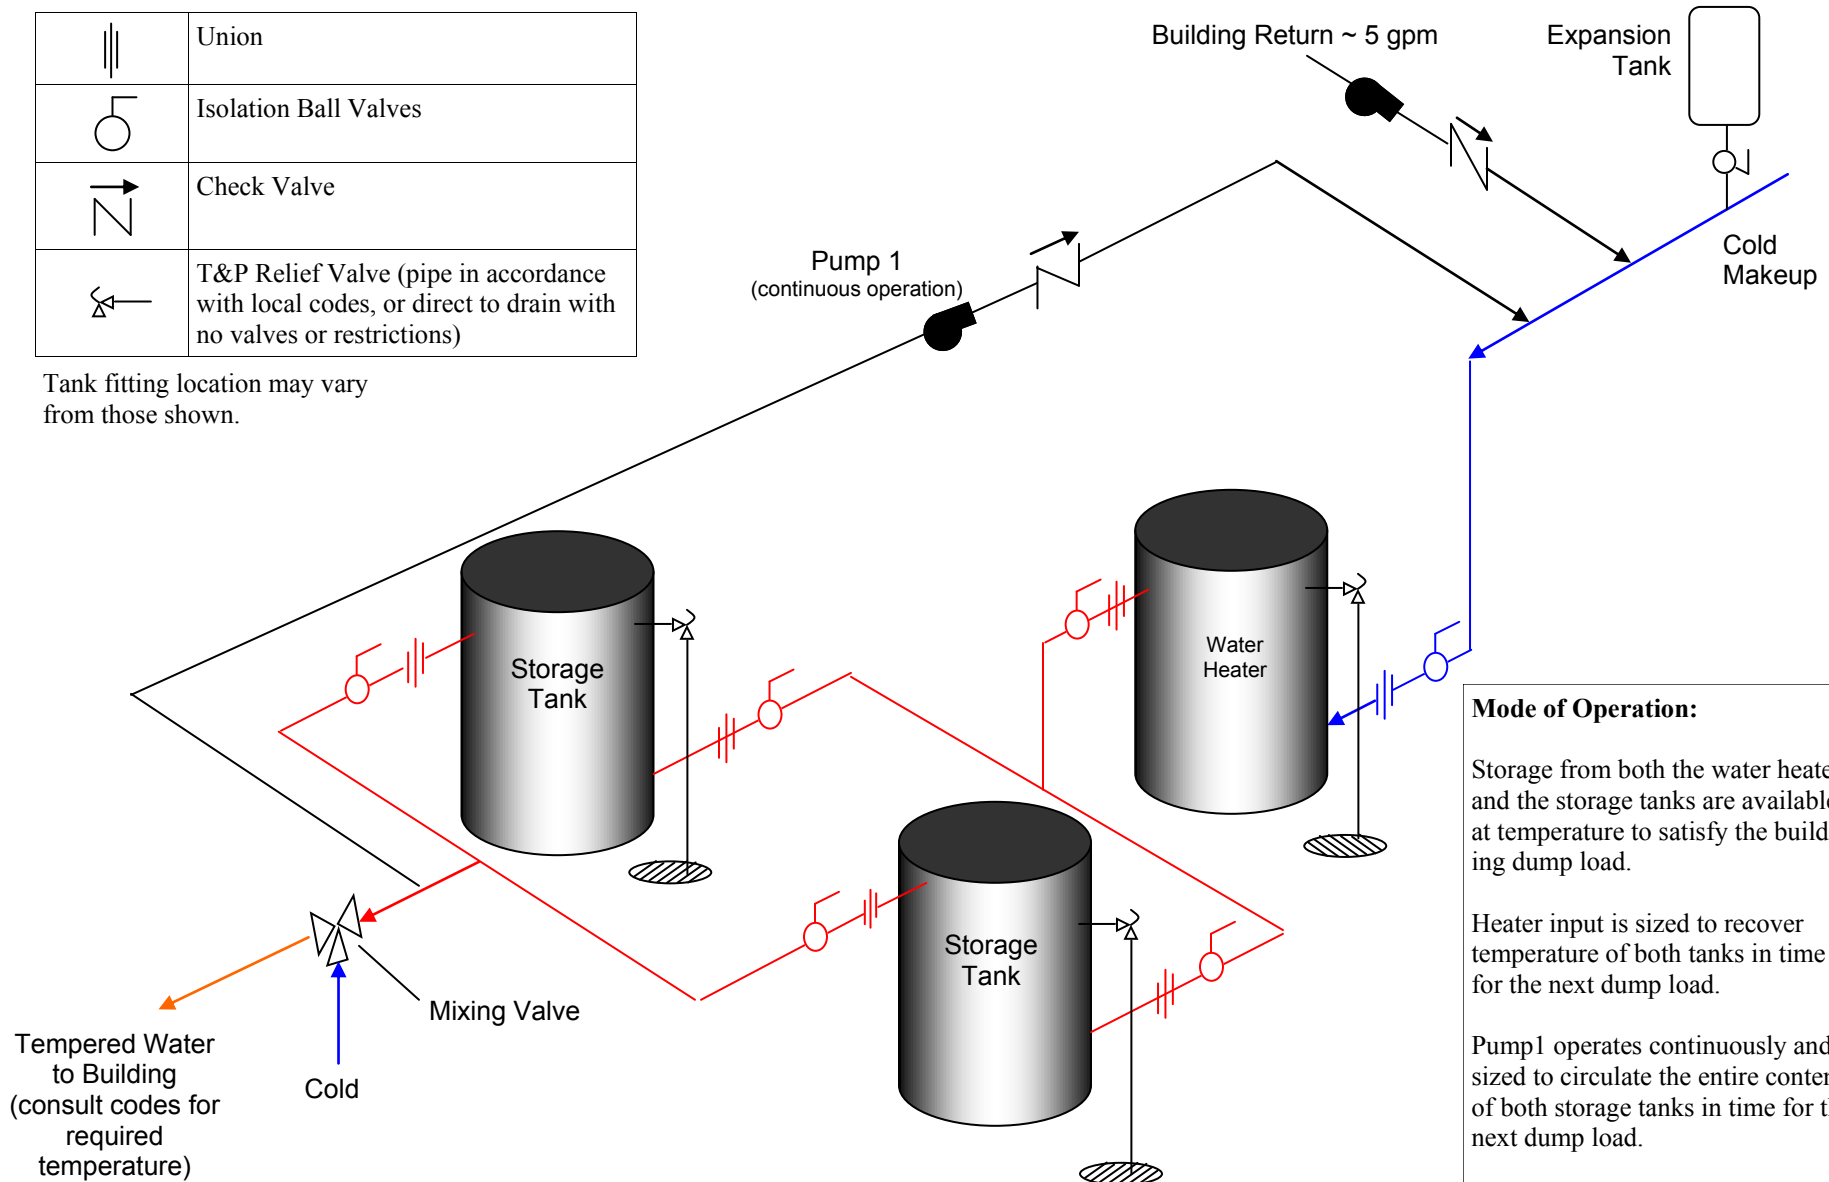 Union
Isolation Ball Valves
Check Valve
T&P Relief Valve (pipe in accordance
with local codes, or direct to drain with
no valves or restrictions)
Tank fitting location may vary
from those shown.
Building Return ~ 5 gpm
Expansion
Tank
Cold
Makeup
Pump 1
(continuous operation)
Storage
Tank
Water
Heater
Storage
Tank
Mixing Valve
Cold
Tempered Water
to Building
(consult codes for
required
temperature)
Mode of Operation:
Storage from both the water heate
and the storage tanks are available
at temperature to satisfy the build
ing dump load.
Heater input is sized to recover
temperature of both tanks in time
for the next dump load.
Pump1 operates continuously and
sized to circulate the entire conten
of both storage tanks in time for t
next dump load.